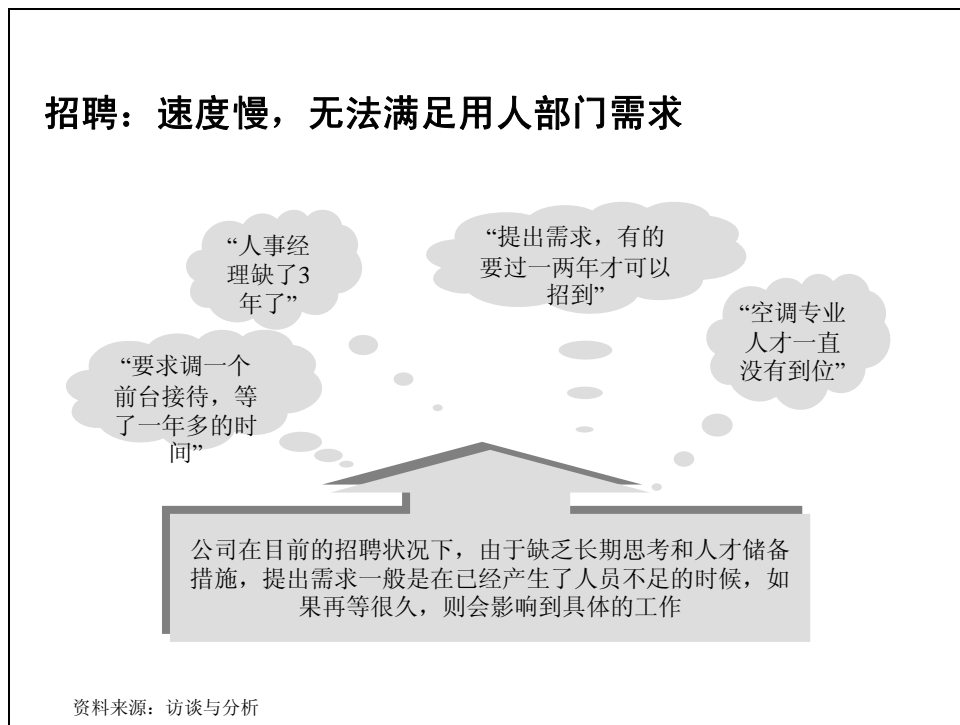 招聘：速度慢，无法满足用人部门需求
“人事经
理缺了3
年了”
“提出需求，有的
要过一两年才可以
招到”
“空调专业
人才一直
没有到位”
“要求调一个
前台接待，等
了一年多的时
间”
公司在目前的招聘状况下，由于缺乏长期思考和人才储备
措施，提出需求一般是在已经产生了人员不足的时候，如
果再等很久，则会影响到具体的工作
资料来源：访谈与分析